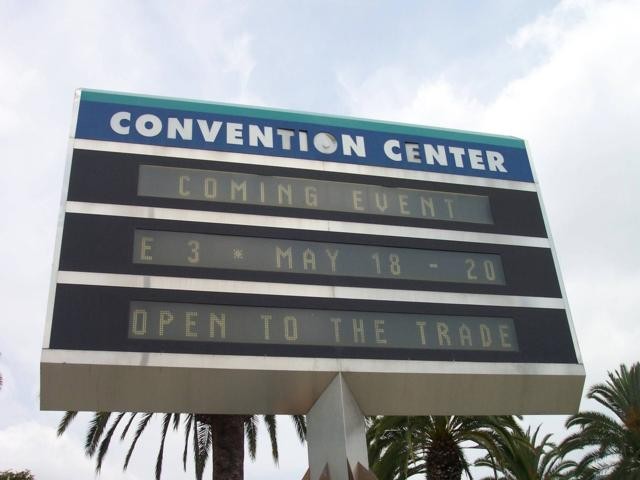 CONVENTION CENTER
COMING EVENT
E 3 * MAY 18 - 20
OPEN TO THE TRADE